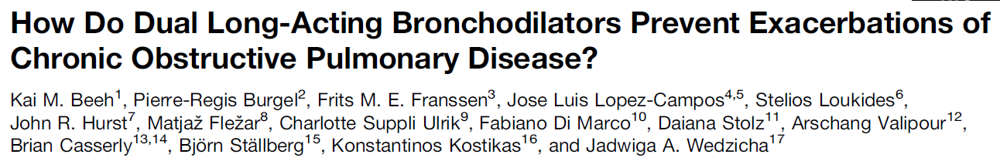 How Do Dual Long-Acting Bronchodilators Prevent Exacerbations of
Chronic Obstructive Pulmonary Disease?
Kai M. Beeh1, Pierre-Regis Burgel2, Frits M. E. Franssen3, Jose Luis Lopez-Campos4,5, Stelios Loukides6,
John R. Hurst7, Matjaž Fležar8, Charlotte Suppli Ulrik9, Fabiano Di Marco10, Daiana Stolz11, Arschang Valipour12,
Brian Casserly13,14, Björn Ställberg15, Konstantinos Kostikas16, and Jadwiga A. Wedzicha17